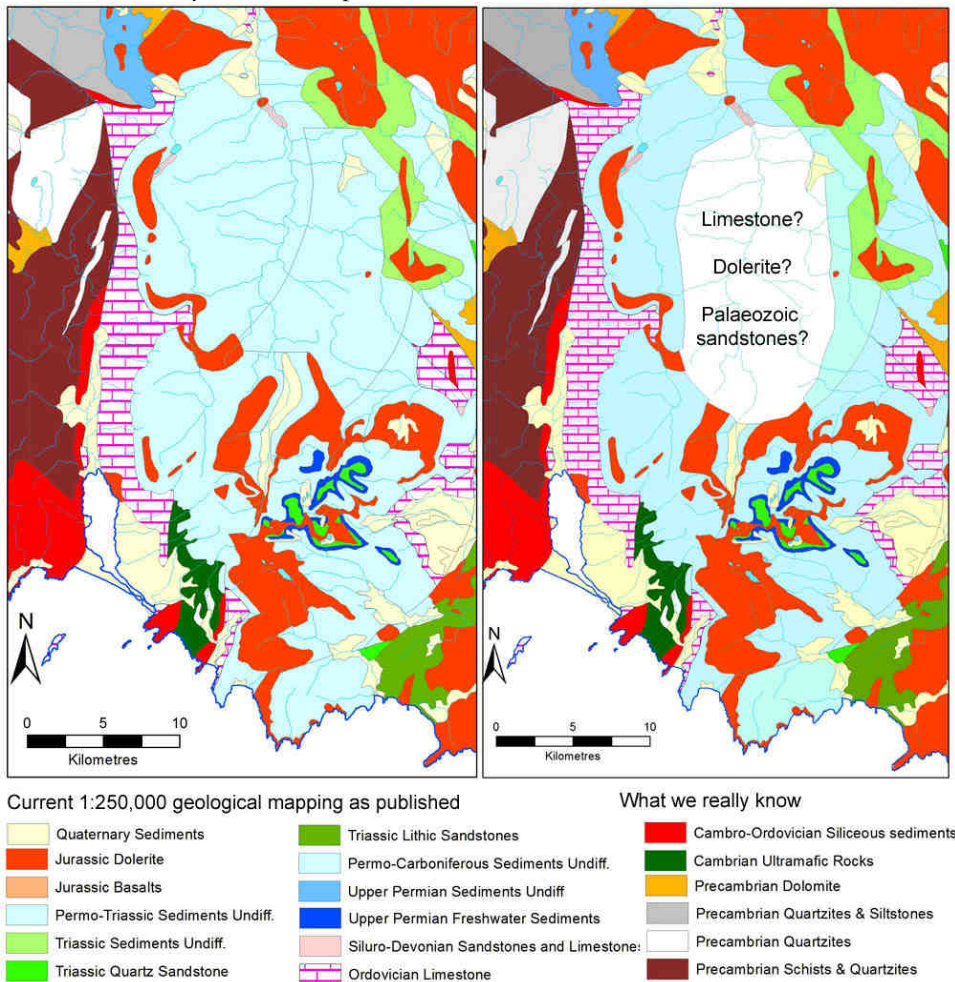 Limestone?
Dolerite?
Palaeozoic
sandstones?
N
0 5 10
Kilometres
N
0 5 10
Kilometres
Current 1:250,000 geological mapping as published
What we really know
Quaternary Sediments
Jurassic Dolerite
Jurassic Basalts
Permo-Triassic Sediments Undiff.
Triassic Sediments Undiff.
Triassic Quartz Sandstone
Triassic Lithic Sandstones
Permo-Carboniferous Sediments Undiff.
Upper Permian Sediments Undiff
Upper Permian Freshwater Sediments
Siluro-Devonian Sandstones and Limestones
Ordovician Limestone
Cambro-Ordovician Siliceous sediments
Cambrian Ultramafic Rocks
Precambrian Dolomite
Precambrian Quartzites & Siltstones
Precambrian Quartzites
Precambrian Schists & Quartzites